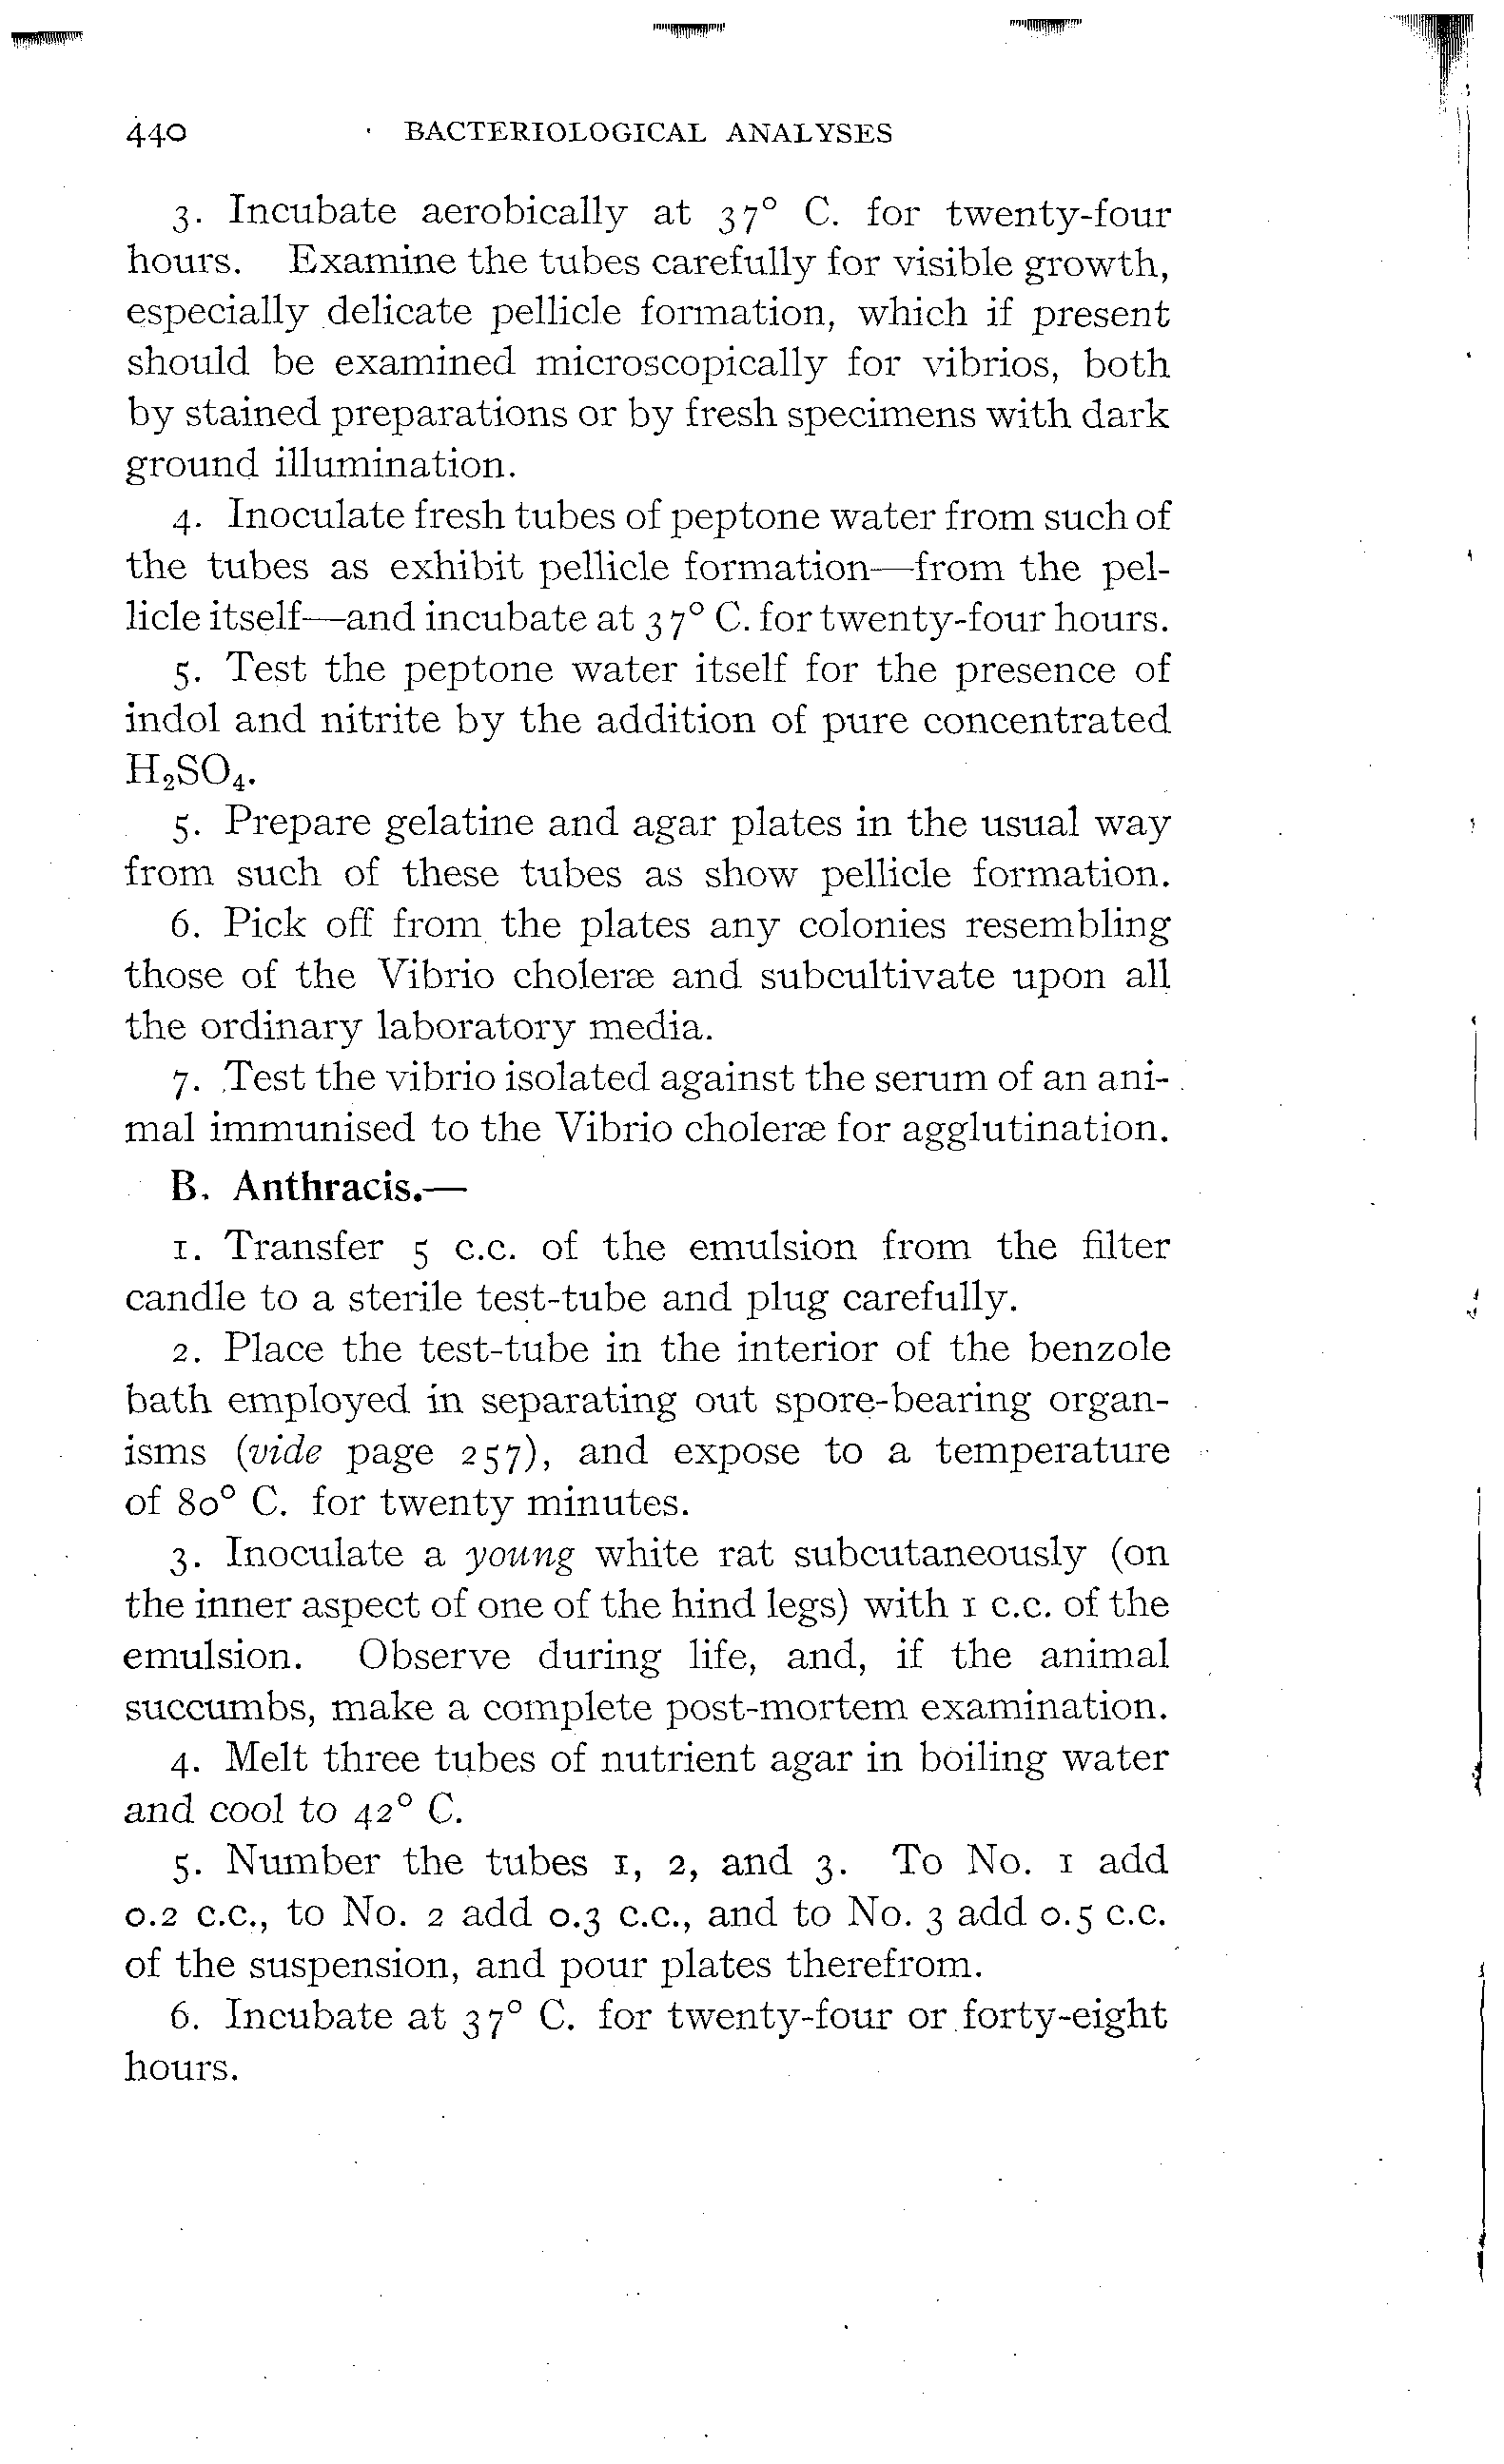 440 BACTERIOLOGICAL ANALYSES
3. Incubate aerobically at 37° C. for twenty-four
hours. Examine the tubes carefully for visible growth,
especially delicate pellicle formation, which if present
should be examined microscopically for vibrios, both
by stained preparations or by fresh specimens with dark
ground illumination.
4. Inoculate fresh tubes of peptone water from such of
the tubes as exhibit pellicle formation—from the pel-
licle itself—and incubate at 37° C. for twenty-four hours.
5. Test the peptone water itself for the presence of
indol and nitrite by the addition of pure concentrated
H₂SO₄.
5. Prepare gelatine and agar plates in the usual way
from such of these tubes as show pellicle formation.
6. Pick off from the plates any colonies resembling
those of the Vibrio choleræ and subcultivate upon all
the ordinary laboratory media.
7. Test the vibrio isolated against the serum of an ani-
mal immunised to the Vibrio choleræ for agglutination.
B. Anthracis.—
1. Transfer 5 c.c. of the emulsion from the filter
candle to a sterile test-tube and plug carefully.
2. Place the test-tube in the interior of the benzole
bath employed in separating out spore-bearing organ-
isms (vide page 257), and expose to a temperature
of 80° C. for twenty minutes.
3. Inoculate a young white rat subcutaneously (on
the inner aspect of one of the hind legs) with 1 c.c. of the
emulsion. Observe during life, and, if the animal
succumbs, make a complete post-mortem examination.
4. Melt three tubes of nutrient agar in boiling water
and cool to 42° C.
5. Number the tubes 1, 2, and 3. To No. 1 add
0.2 c.c., to No. 2 add 0.3 c.c., and to No. 3 add 0.5 c.c.
of the suspension, and pour plates therefrom.
6. Incubate at 37° C. for twenty-four or forty-eight
hours.